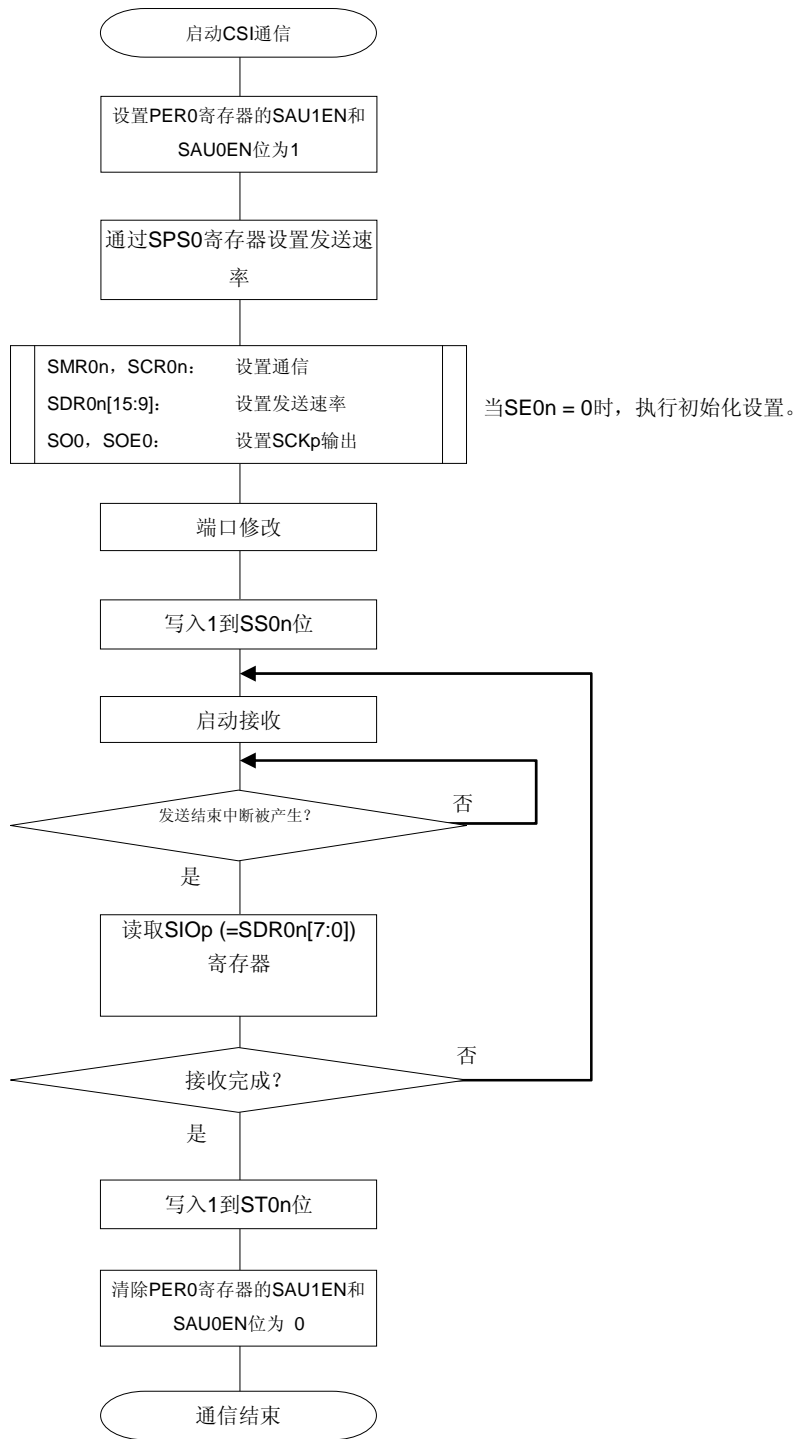 启动CSI通信
设置PER0寄存器的SAU1EN和
SAU0EN位为1
通过SPS0寄存器设置发送速
率
SMR0n，SCR0n： 设置通信
SDR0n[15:9]： 设置发送速率
SO0，SOE0： 设置SCKp输出
当SE0n = 0时，执行初始化设置。
端口修改
写入1到SS0n位
启动接收
发送结束中断被产生？
否
是
读取SIOp (=SDR0n[7:0])
寄存器
接收完成？
否
是
写入1到ST0n位
清除PER0寄存器的SAU1EN和
SAU0EN位为 0
通信结束